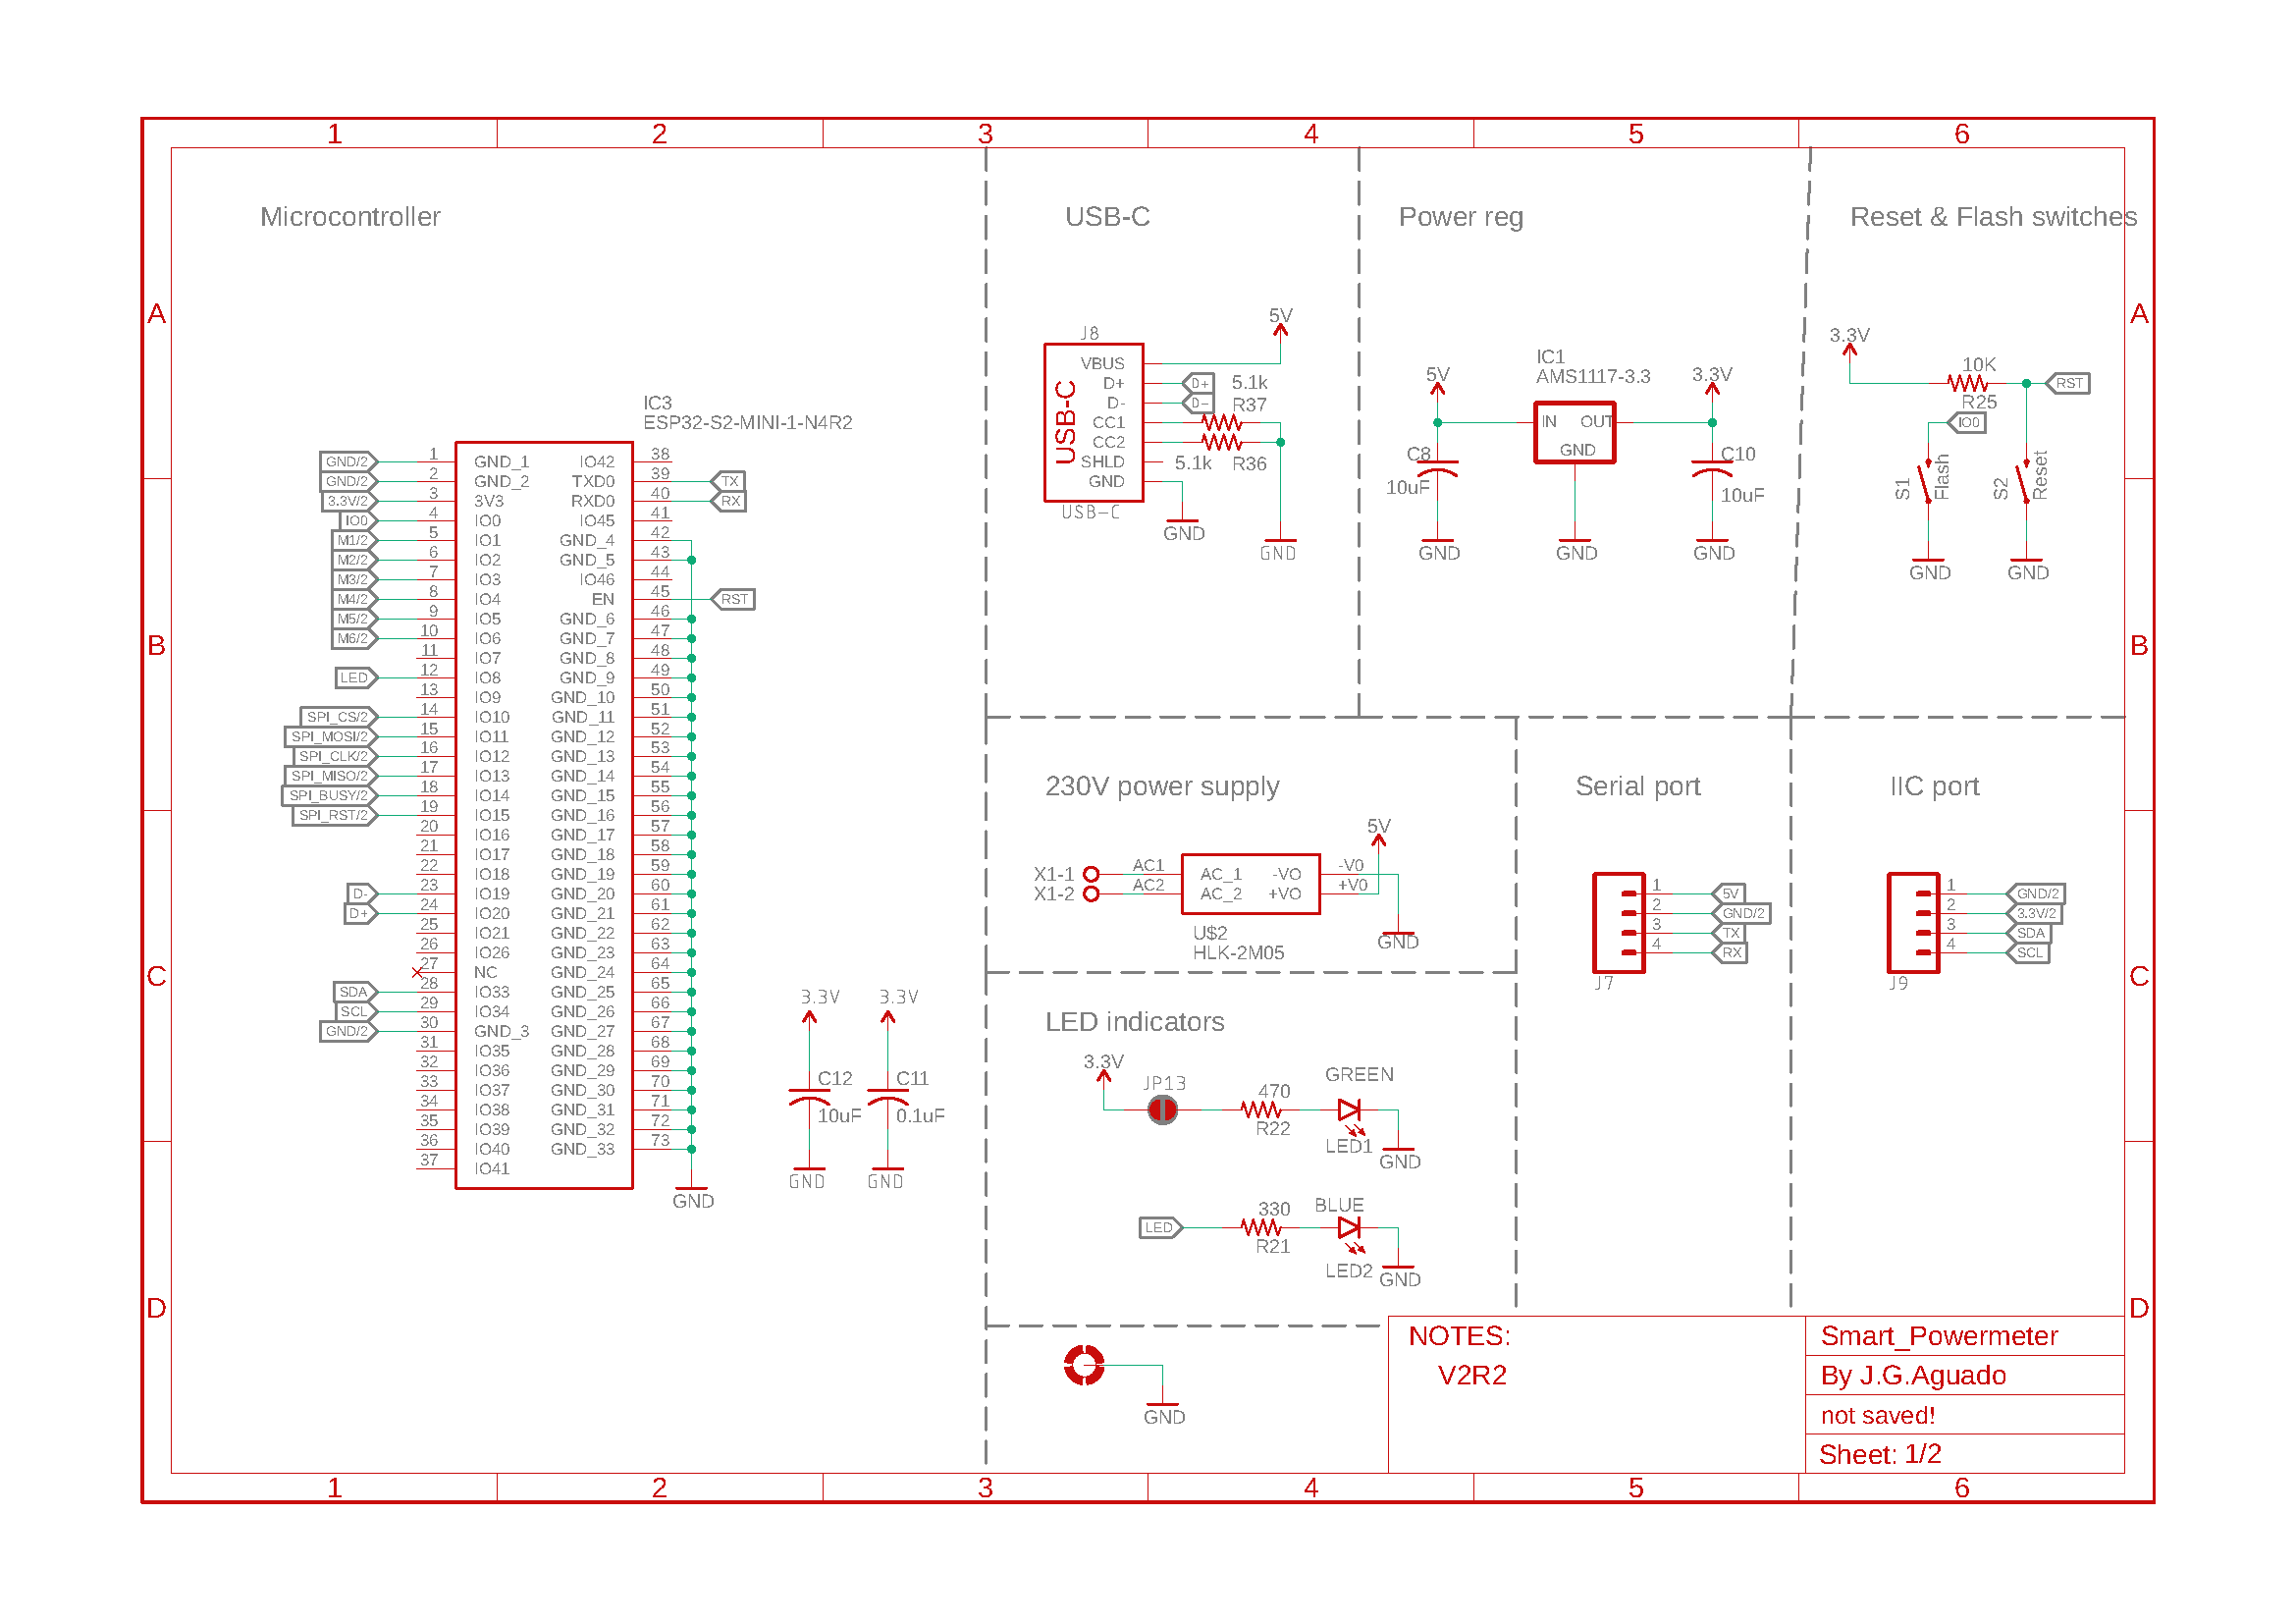 1 2 3 4 5 6
A
B
C
D
A
B
C
D
Microcontroller
IC3
ESP32-S2-MINI-1-N4R2
GND/2 1 GND_1
GND/2 2 GND_2
3.3V/2 3 3V3
IO0 4 IO0
M1/2 5 IO1
M2/2 6 IO2
M3/2 7 IO3
M4/2 8 IO4
M5/2 9 IO5
M6/2 10 IO6
11 IO7
LED 12 IO8
13 IO9
SPI_CS/2 14 IO10
SPI_MOSI/2 15 IO11
SPI_CLK/2 16 IO12
SPI_MISO/2 17 IO13
SPI_BUSY/2 18 IO14
SPI_RST/2 19 IO15
20 IO16
21 IO17
22 IO18
D- 23 IO19
D+ 24 IO20
25 IO21
26 IO26
27 NC
SDA 28 IO33
SCL 29 IO34
GND/2 30 GND_3
31 IO35
32 IO36
33 IO37
34 IO38
35 IO39
36 IO40
37 IO41
IO42 38
TXD0 39 TX
RXD0 40 RX
IO45 41
GND_4 42
GND_5 43
IO46 44
EN 45 RST
GND_6 46
GND_7 47
GND_8 48
GND_9 49
GND_10 50
GND_11 51
GND_12 52
GND_13 53
GND_14 54
GND_15 55
GND_16 56
GND_17 57
GND_18 58
GND_19 59
GND_20 60
GND_21 61
GND_22 62
GND_23 63
GND_24 64
GND_25 65
GND_26 66
GND_27 67
GND_28 68
GND_29 69
GND_30 70
GND_31 71
GND_32 72
GND_33 73
GND
3.3V
C12
10uF
GND
3.3V
C11
0.1uF
GND
USB-C
J8
5V
USB-C
VBUS
D+ D+
D- D-
CC1
CC2
SHLD
GND
5.1k
R37
5.1k R36
USB-C
GND
GND
Power reg
IC1
AMS1117-3.3
5V
3.3V
IN OUT
GND
C8
10uF
C10
10uF
GND
GND
GND
Reset & Flash switches
3.3V
10K
R25
RST
IO0
S1
Flash
S2
Reset
GND
GND
230V power supply
5V
X1-1 AC1 AC_1 -VO -V0
X1-2 AC2 AC_2 +VO +V0
U$2
HLK-2M05
GND
Serial port
1 5V
2 GND/2
3 TX
4 RX
J7
IIC port
1 GND/2
2 3.3V/2
3 SDA
4 SCL
J9
LED indicators
3.3V
JP13
470
R22
GREEN
LED1
GND
LED
330
R21
BLUE
LED2
GND
GND
NOTES:
V2R2
Smart_Powermeter
By J.G.Aguado
not saved!
Sheet: 1/2
1 2 3 4 5 6